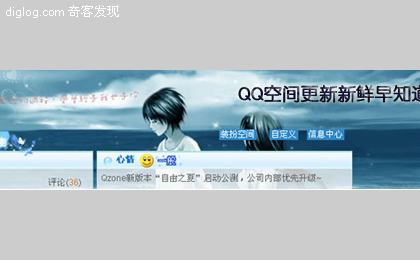 diglog.com 奇客发现
QQ空间更新新鲜早知道
装扮空间 自定义 信息中心
心情 一般
评论(36)
Qzone新版本“自由之夏”启动公测，公司内部优先升级~